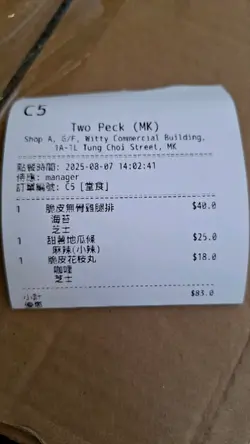 C5
Two Peck (MK)
Shop A, G/F, Witty Commercial Building,
1A-1L Tung Choi Street, MK
點餐時間: 2025-08-07 14:02:41
侍應: manager
訂單編號: C5 [堂食]
1 脆皮無骨雞腿排 $40.0
海苔
芝士
1 甜薯地瓜條 $25.0
麻辣(小辣)
1 脆皮花枝丸 $18.0
咖喱
芝士
小計 $83.0